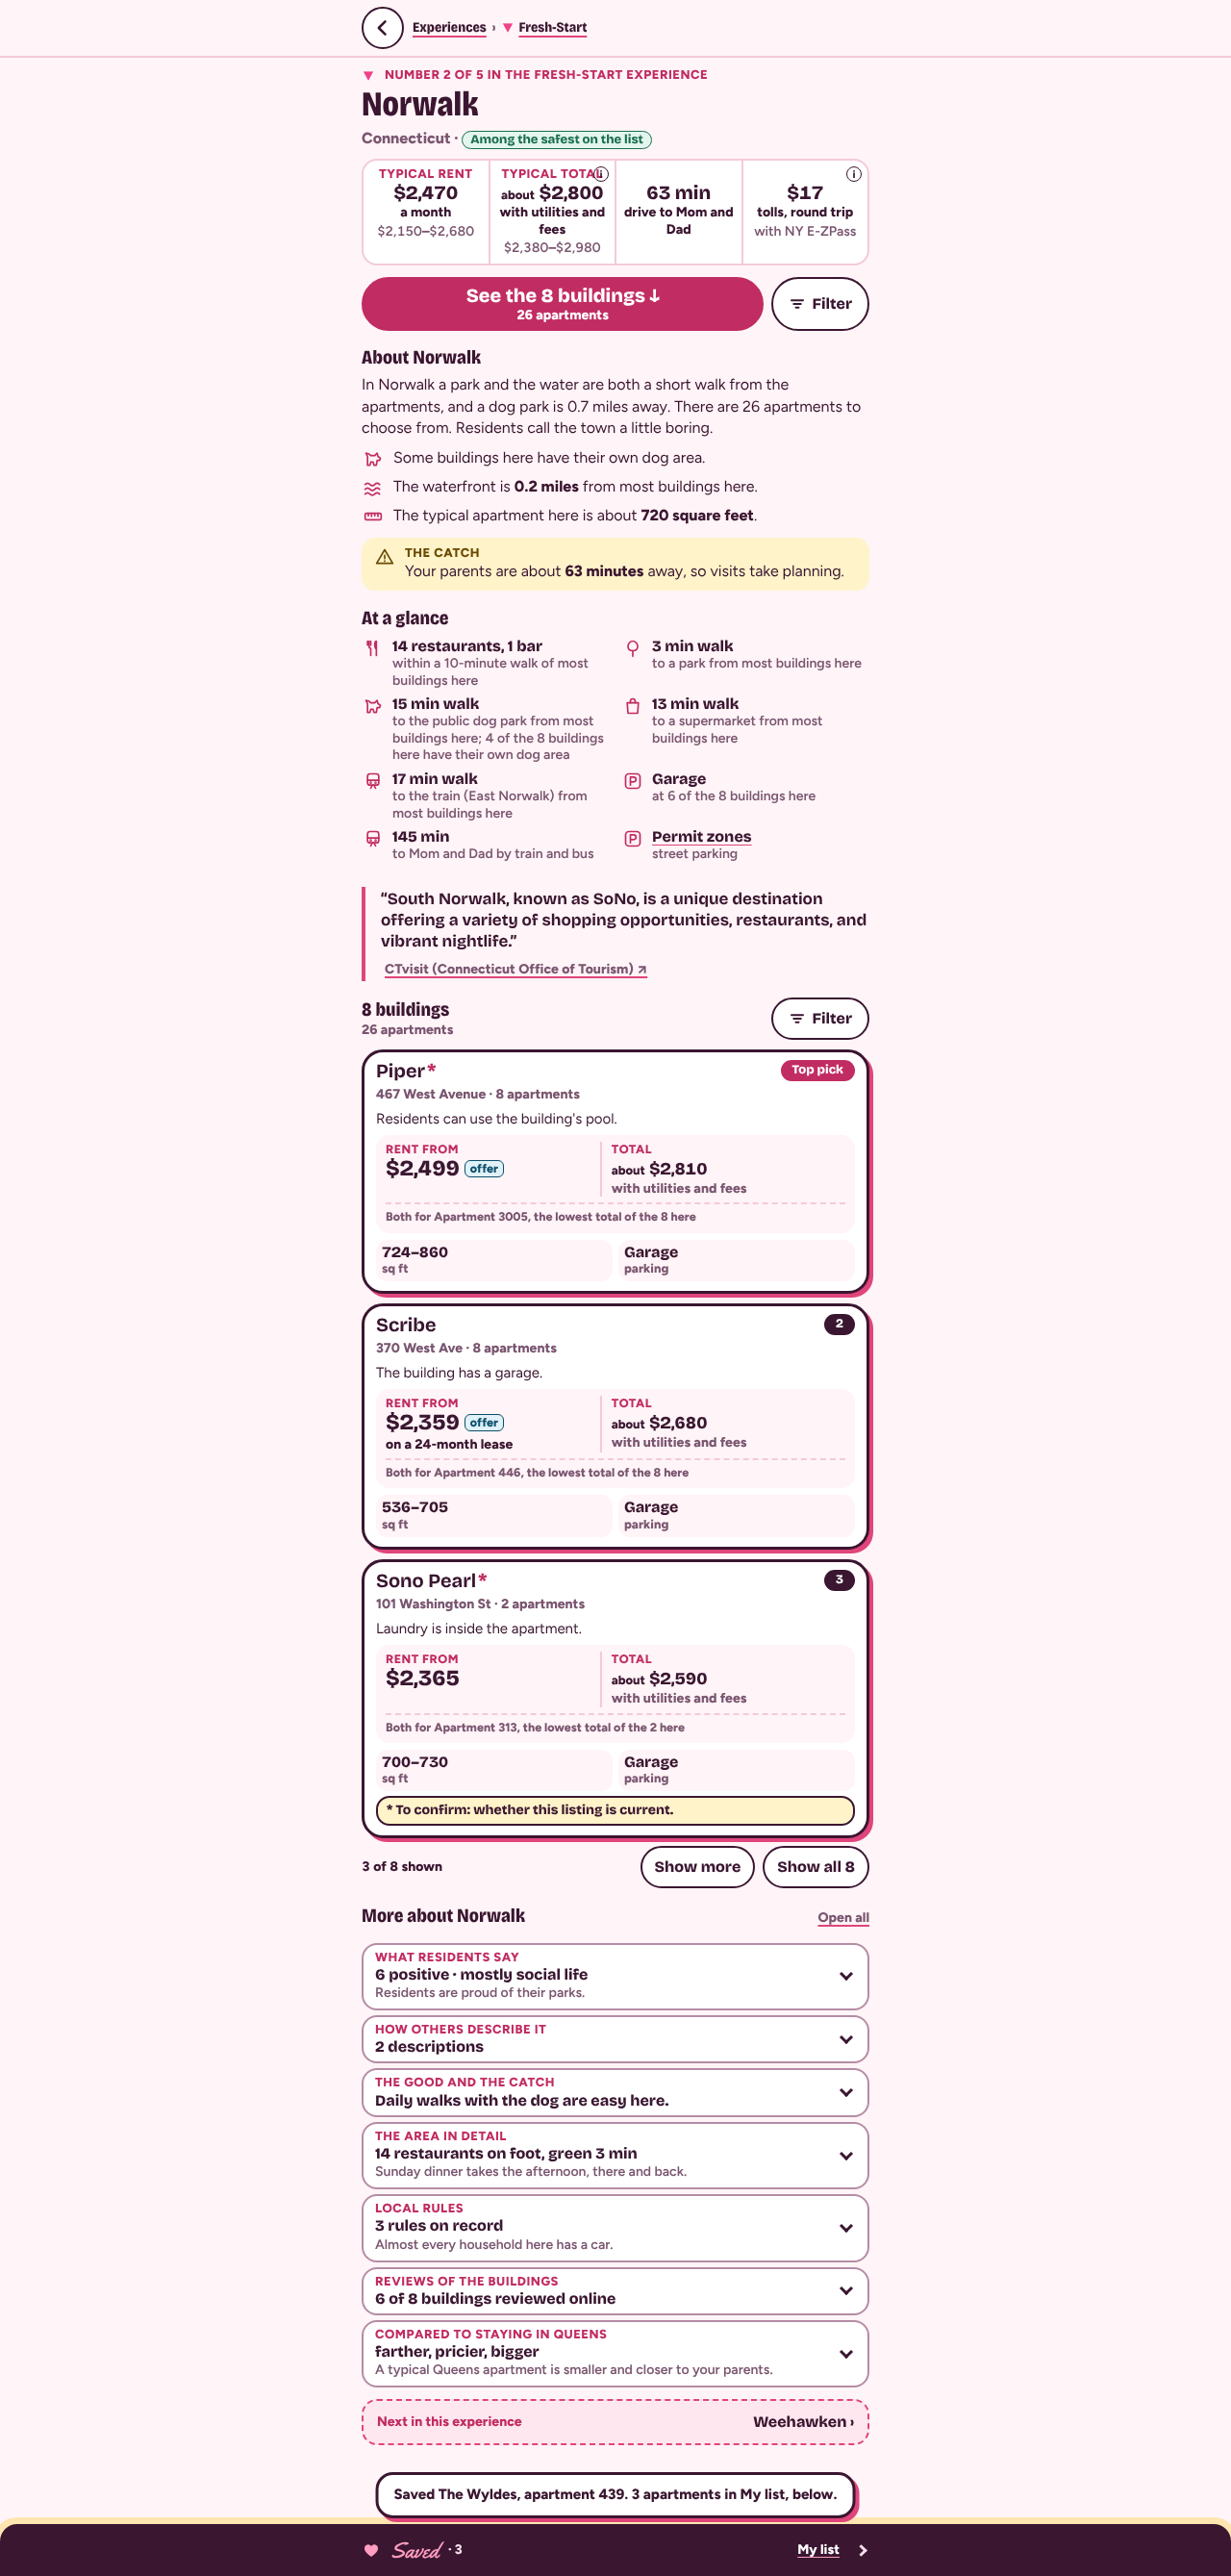 Experiences › Fresh-Start
NUMBER 2 OF 5 IN THE FRESH-START EXPERIENCE
Norwalk
Connecticut · Among the safest on the list
TYPICAL RENT
$2,470
a month
$2,150–$2,680
TYPICAL TOTAL
about $2,800
with utilities and
fees
$2,380–$2,980
63 min
drive to Mom and
Dad
$17
tolls, round trip
with NY E-ZPass
See the 8 buildings ↓
26 apartments
Filter
About Norwalk
In Norwalk a park and the water are both a short walk from the
apartments, and a dog park is 0.7 miles away. There are 26 apartments to
choose from. Residents call the town a little boring.
Some buildings here have their own dog area.
The waterfront is 0.2 miles from most buildings here.
The typical apartment here is about 720 square feet.
THE CATCH
Your parents are about 63 minutes away, so visits take planning.
At a glance
14 restaurants, 1 bar
within a 10-minute walk of most
buildings here
3 min walk
to a park from most buildings here
15 min walk
to the public dog park from most
buildings here; 4 of the 8 buildings
here have their own dog area
13 min walk
to a supermarket from most
buildings here
17 min walk
to the train (East Norwalk) from
most buildings here
Garage
at 6 of the 8 buildings here
145 min
to Mom and Dad by train and bus
Permit zones
street parking
“South Norwalk, known as SoNo, is a unique destination
offering a variety of shopping opportunities, restaurants, and
vibrant nightlife.”
CTvisit (Connecticut Office of Tourism) ↗
8 buildings
26 apartments
Filter
Piper*
Top pick
467 West Avenue · 8 apartments
Residents can use the building's pool.
RENT FROM
$2,499 offer
TOTAL
about $2,810
with utilities and fees
Both for Apartment 3005, the lowest total of the 8 here
724–860
sq ft
Garage
parking
Scribe
2
370 West Ave · 8 apartments
The building has a garage.
RENT FROM
$2,359 offer
on a 24-month lease
TOTAL
about $2,680
with utilities and fees
Both for Apartment 446, the lowest total of the 8 here
536–705
sq ft
Garage
parking
Sono Pearl*
3
101 Washington St · 2 apartments
Laundry is inside the apartment.
RENT FROM
$2,365
TOTAL
about $2,590
with utilities and fees
Both for Apartment 313, the lowest total of the 2 here
700–730
sq ft
Garage
parking
* To confirm: whether this listing is current.
3 of 8 shown
Show more
Show all 8
More about Norwalk
Open all
WHAT RESIDENTS SAY
6 positive · mostly social life
Residents are proud of their parks.
HOW OTHERS DESCRIBE IT
2 descriptions
THE GOOD AND THE CATCH
Daily walks with the dog are easy here.
THE AREA IN DETAIL
14 restaurants on foot, green 3 min
Sunday dinner takes the afternoon, there and back.
LOCAL RULES
3 rules on record
Almost every household here has a car.
REVIEWS OF THE BUILDINGS
6 of 8 buildings reviewed online
COMPARED TO STAYING IN QUEENS
farther, pricier, bigger
A typical Queens apartment is smaller and closer to your parents.
Next in this experience
Weehawken ›
Saved The Wyldes, apartment 439. 3 apartments in My list, below.
Saved · 3
My list